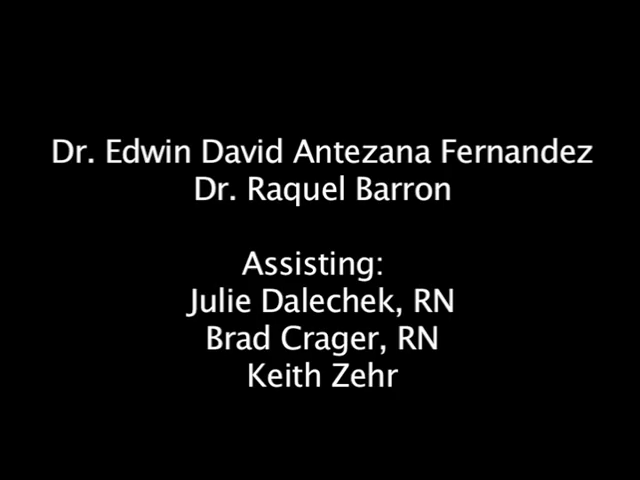 Dr. Edwin David Antezana Fernandez
Dr. Raquel Barron
Assisting:
Julie Dalechek, RN
Brad Crager, RN
Keith Zehr